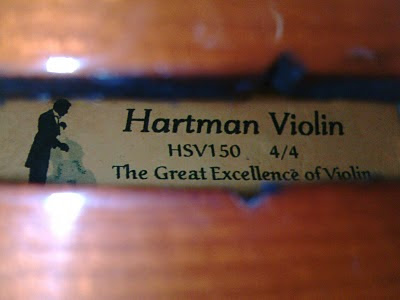 Hartman Violin
HSV150 4/4
The Great Excellence of Violin